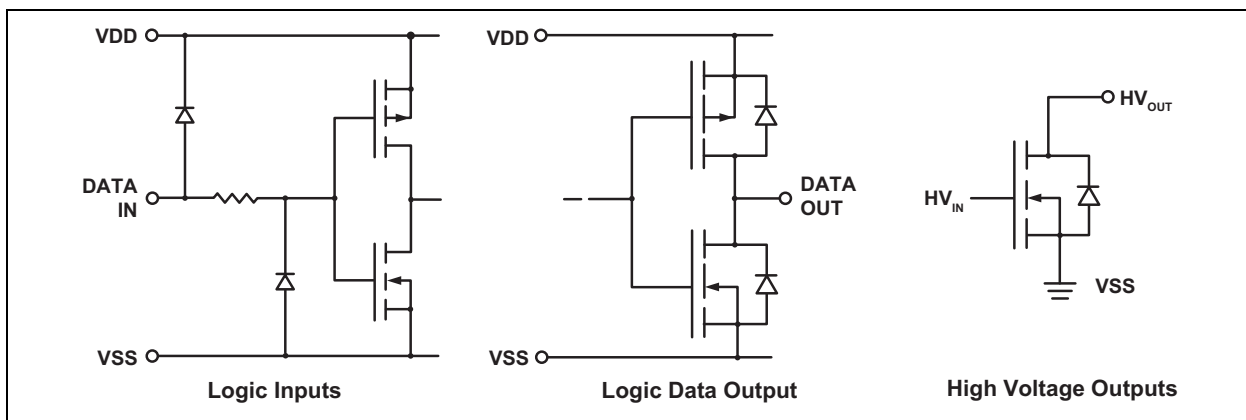 VDD
DATA
IN
VSS
Logic Inputs
VDD
DATA
OUT
VSS
Logic Data Output
HVOUT
HVIN
VSS
High Voltage Outputs